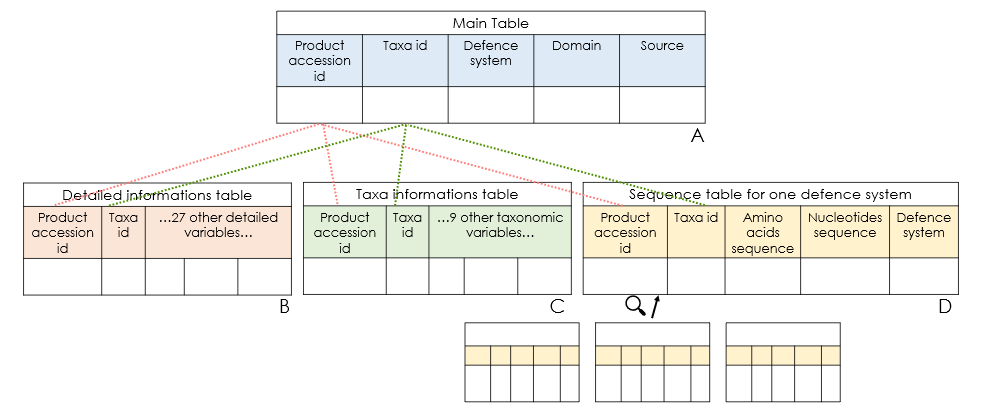 Main Table
Product
accession
id
Taxa id
Defence
system
Domain
Source
A
Detailed informations table
Product
accession
id
Taxa
id
...27 other detailed
variables...
B
Taxa informations table
Product
accession
id
Taxa
id
...9 other taxonomic
variables...
C
Sequence table for one defence system
Product
accession
id
Taxa id
Amino
acids
sequence
Nucleotides
sequence
Defence
system
D